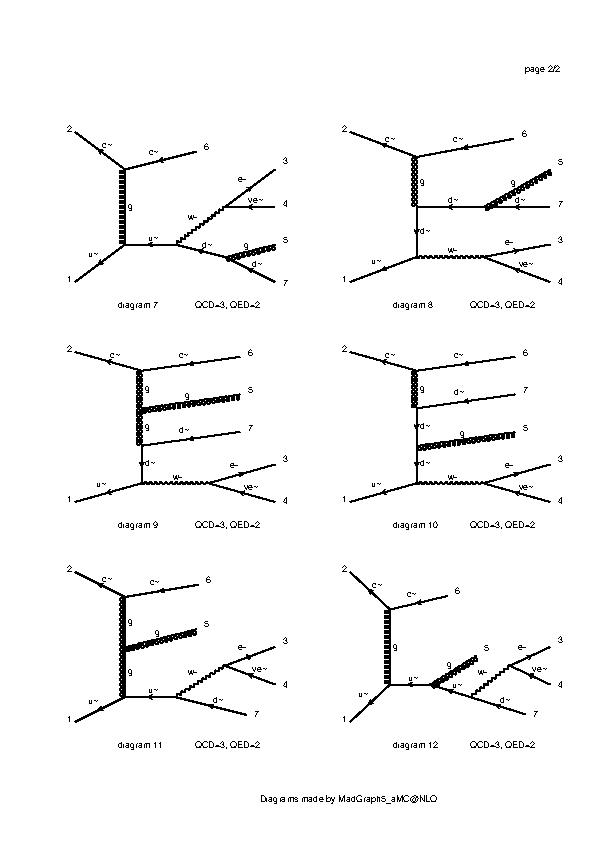 page 2/2
2 c~ c~ 6 g e- 3 ve~ 4 w- u~ d~ g 5 d~ 7 u~ 1
diagram 7 QCD=3, QED=2
2 c~ c~ 6 g g 5 d~ d~ 7 d~ w- e- 3 ve~ 4 u~ 1
diagram 8 QCD=3, QED=2
2 c~ c~ 6 g g 5 g d~ 7 d~ w- e- 3 ve~ 4 u~ 1
diagram 9 QCD=3, QED=2
2 c~ c~ 6 g d~ 7 d~ g 5 d~ w- e- 3 ve~ 4 u~ 1
diagram 10 QCD=3, QED=2
2 c~ c~ 6 g g 5 g e- 3 ve~ 4 w- u~ d~ 7 u~ 1
diagram 11 QCD=3, QED=2
2 c~ c~ 6 g g 5 e- 3 ve~ 4 w- u~ u~ d~ 7 u~ 1
diagram 12 QCD=3, QED=2
Diagrams made by MadGraph5_aMC@NLO